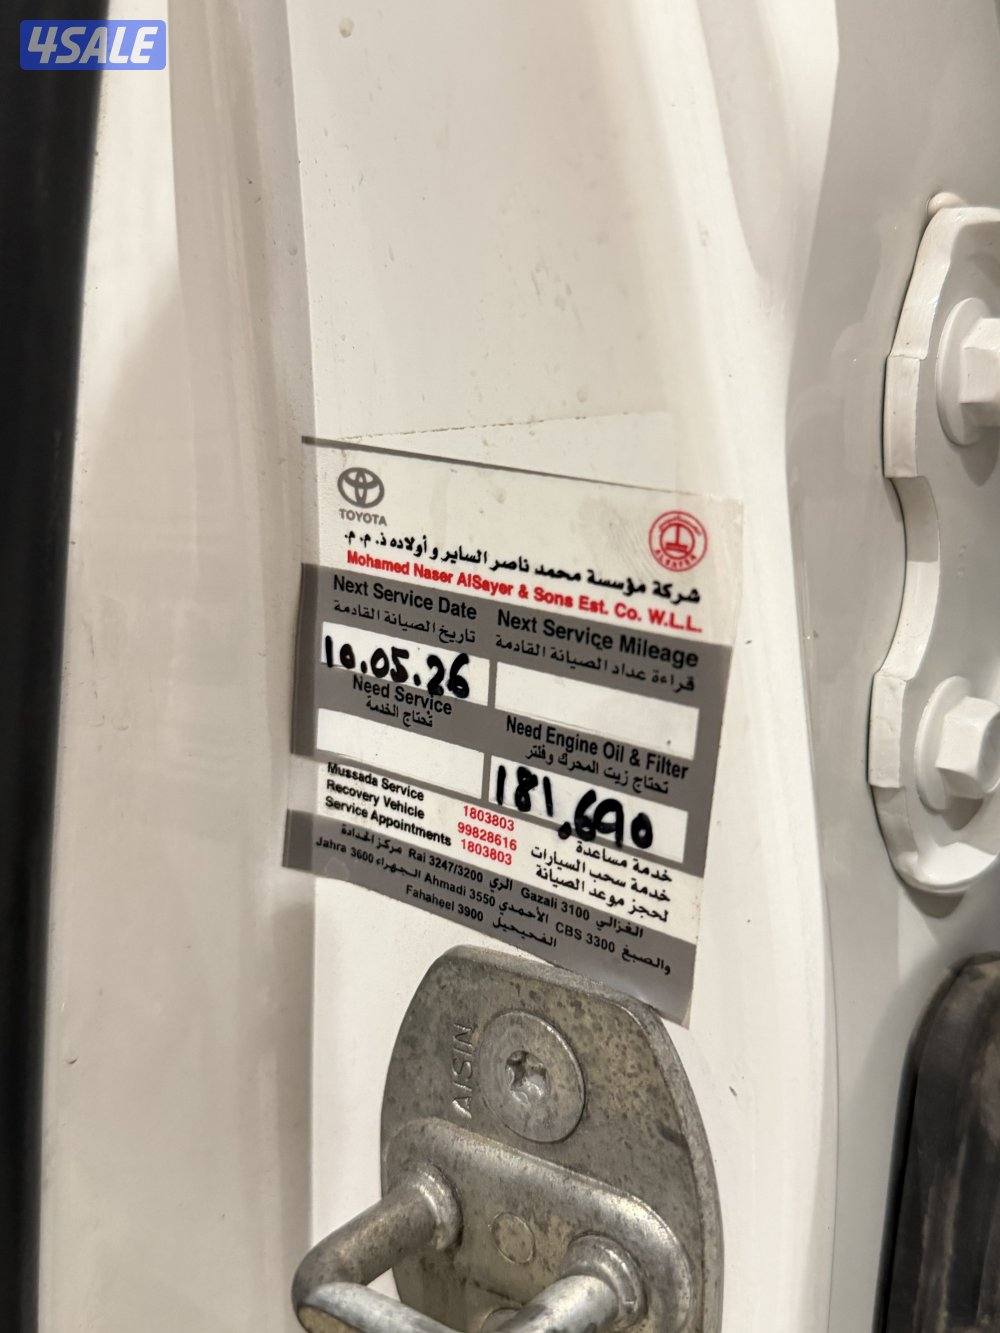 4SALE
TOYOTA
ALSAYER
شركة مؤسسة محمد ناصر الساير و أولاده ذ. م. م.
Mohamed Naser AlSayer & Sons Est. Co. W.L.L.
Next Service Date
تاريخ الصيانة القادمة
10.05.26
Next Service Mileage
قراءة عداد الصيانة القادمة
Need Service
تحتاج الخدمة
Need Engine Oil & Filter
تحتاج زيت المحرك وفلتر
181,690
Mussada Service 1803803 خدمة مساعدة
Recovery Vehicle 99828616 خدمة سحب السيارات
Service Appointments 1803803 لحجز موعد الصيانة
Rai 3247/3200 الري Gazali 3100 الغزالي مركز الحدادة
Jahra 3600 الجهراء Ahmadi 3550 الأحمدي CBS 3300 والصبغ
Fahaheel 3900 الفحيحيل
AISIN